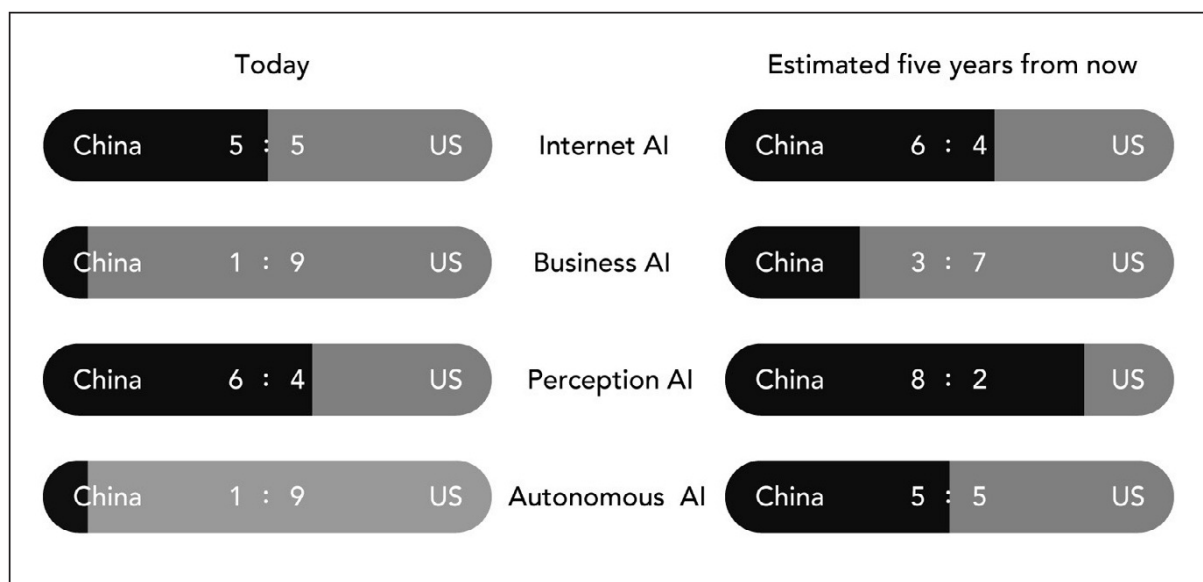 Today Estimated five years from now
China 5 : 5 US Internet AI China 6 : 4 US
China 1 : 9 US Business AI China 3 : 7 US
China 6 : 4 US Perception AI China 8 : 2 US
China 1 : 9 US Autonomous AI China 5 : 5 US